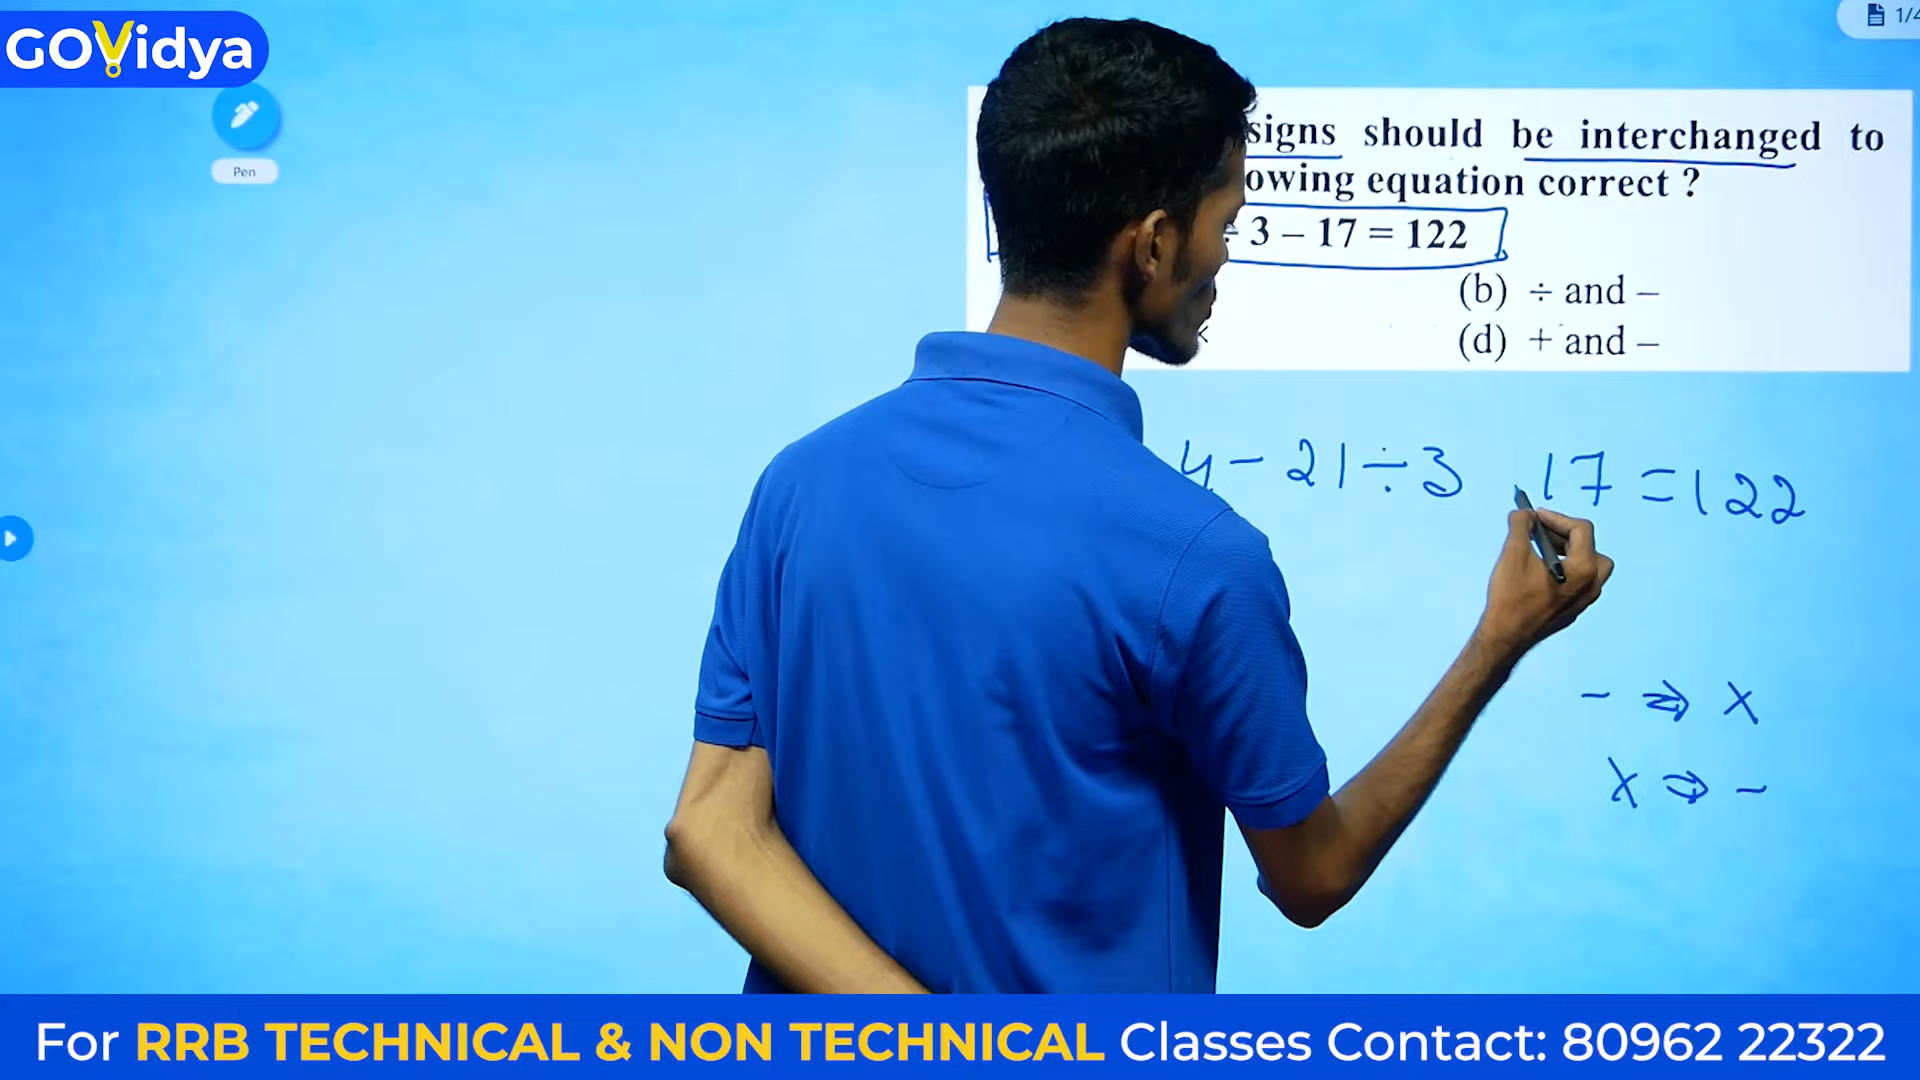 GOVidya
1/4
Pen
signs should be interchanged to
owing equation correct ?
÷ 3 – 17 = 122
(b) ÷ and –
(d) + and –
4 - 21 ÷ 3 17 = 122
- ⇒ x
x ⇒ -
For RRB TECHNICAL & NON TECHNICAL Classes Contact: 80962 22322